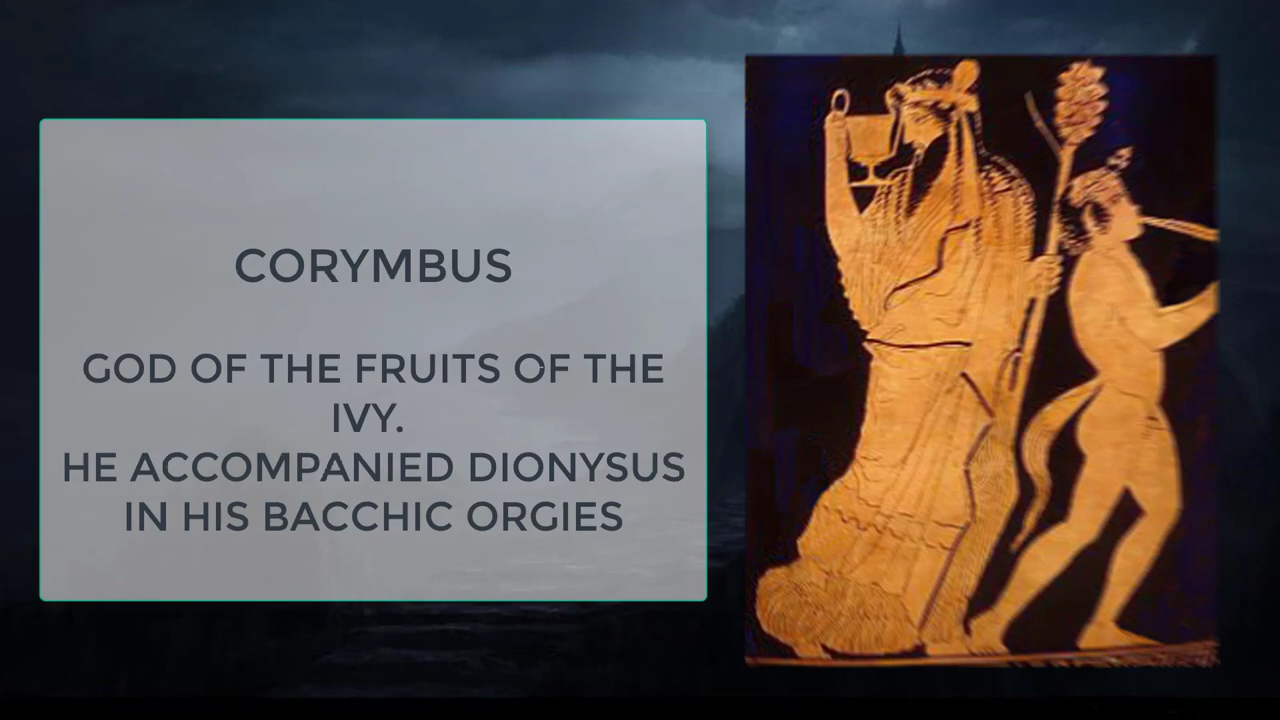 CORYMBUS
GOD OF THE FRUITS OF THE
IVY.
HE ACCOMPANIED DIONYSUS
IN HIS BACCHIC ORGIES